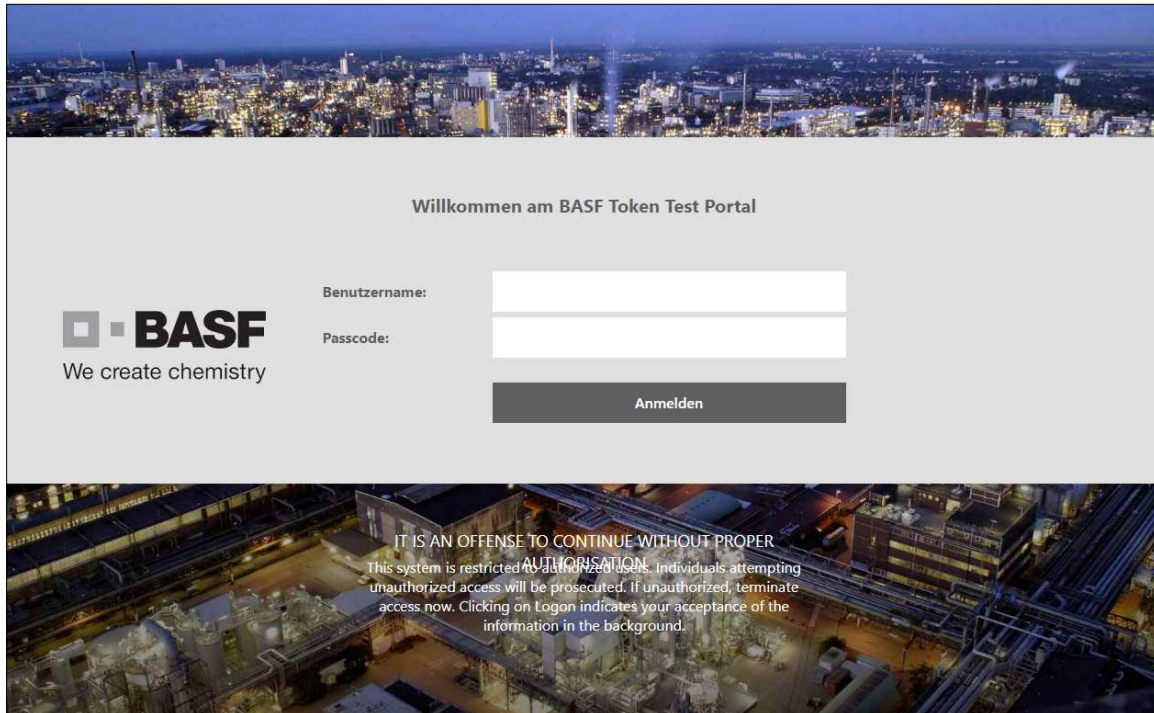 Willkommen am BASF Token Test Portal
Benutzername:
BASF
We create chemistry
Passcode:
Anmelden
IT IS AN OFFENSE TO CONTINUE WITHOUT PROPER
AUTHORISATION
This system is restricted to authorized users. Individuals attempting
unauthorized access will be prosecuted. If unauthorized, terminate
access now. Clicking on Logon indicates your acceptance of the
information in the background.